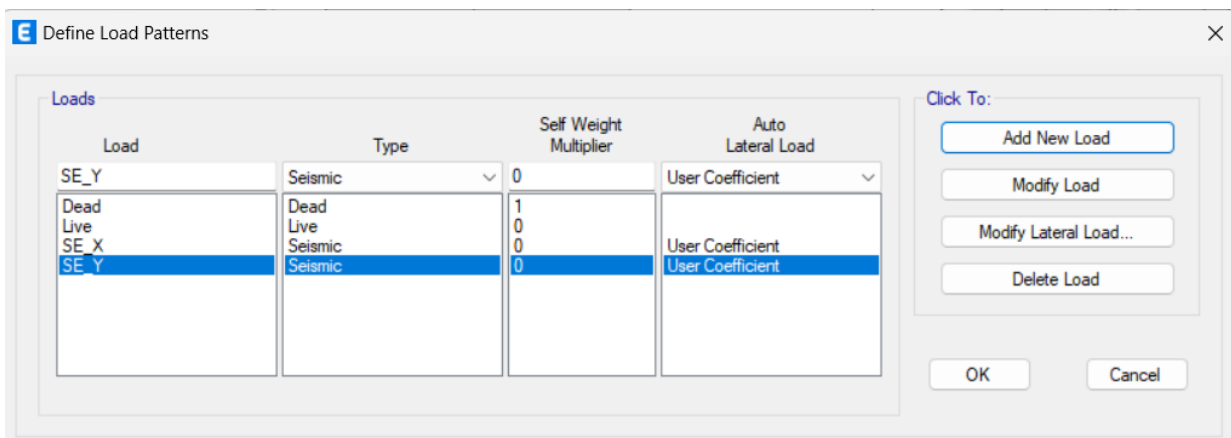 E Define Load Patterns
Loads
Click To:
Load Type Self Weight Multiplier Auto Lateral Load
SE_Y Seismic 0 User Coefficient
Dead Dead 1
Live Live 0
SE_X Seismic 0 User Coefficient
SE_Y Seismic 0 User Coefficient
Add New Load
Modify Load
Modify Lateral Load...
Delete Load
OK Cancel